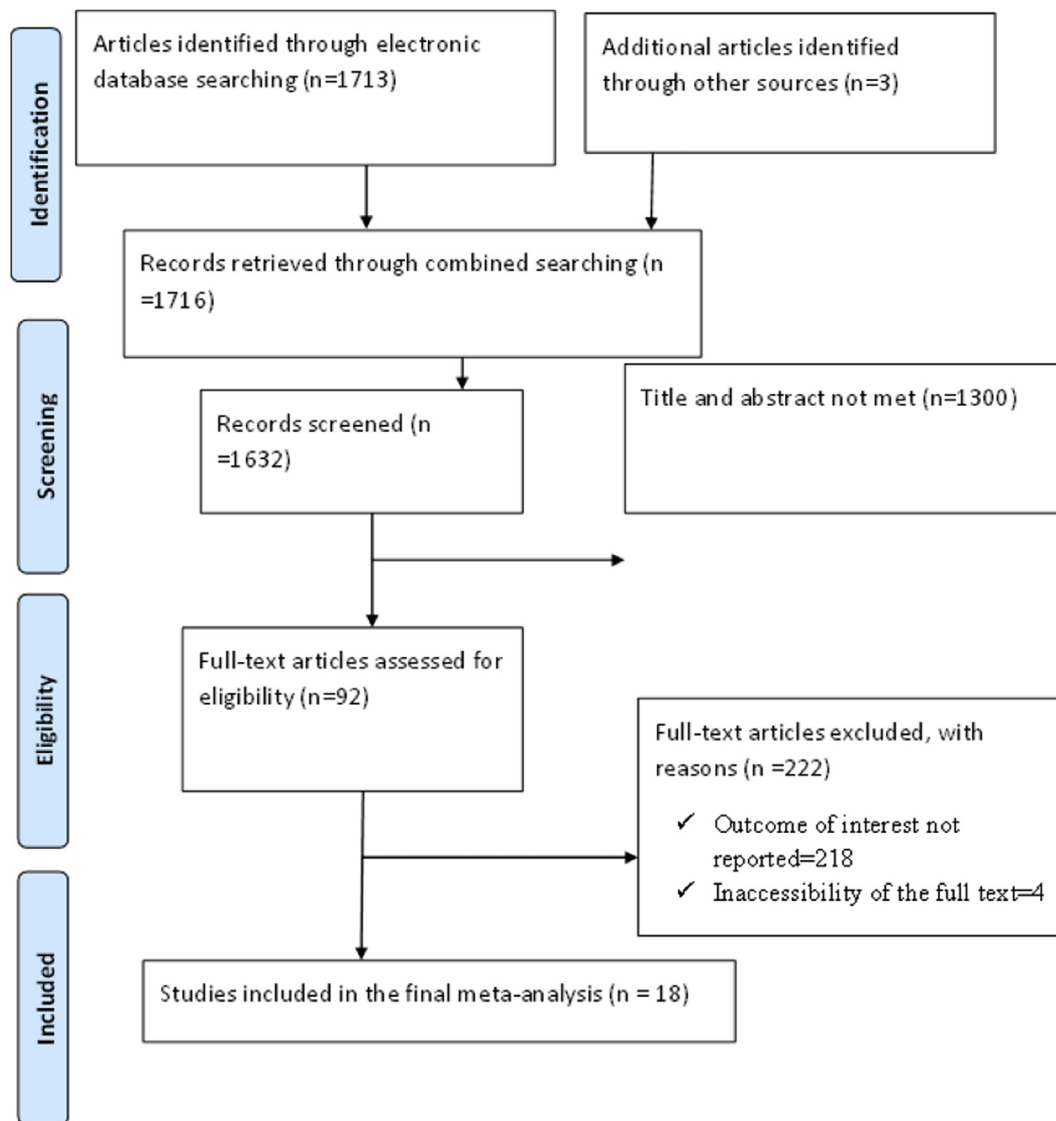 Identification
Articles identified through electronic
database searching (n=1713)
Additional articles identified
through other sources (n=3)
Records retrieved through combined searching (n
=1716)
Screening
Records screened (n
=1632)
Title and abstract not met (n=1300)
Eligibility
Full-text articles assessed for
eligibility (n=92)
Full-text articles excluded, with
reasons (n =222)
✓ Outcome of interest not
reported=218
✓ Inaccessibility of the full text=4
Included
Studies included in the final meta-analysis (n = 18)